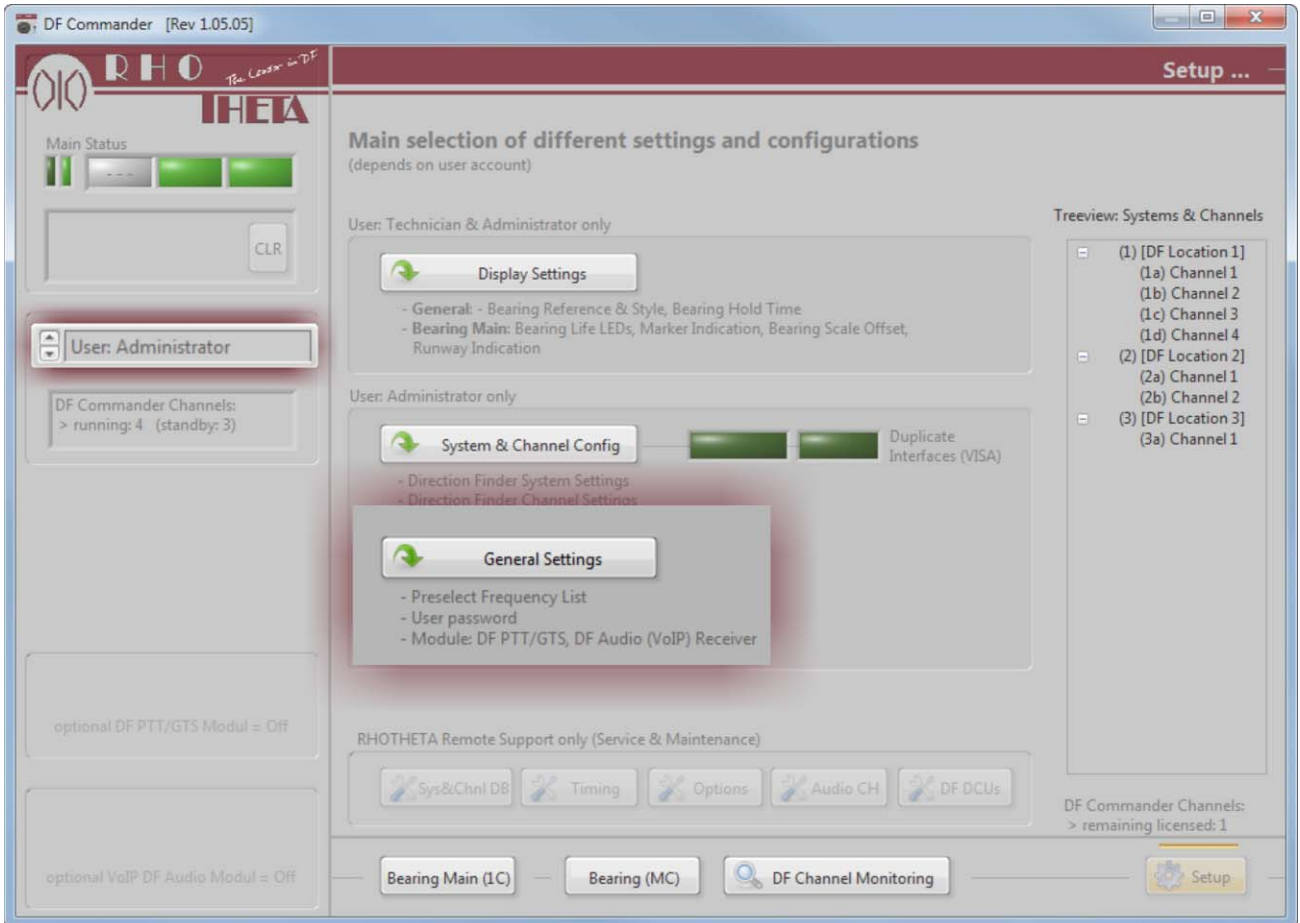 DF Commander [Rev 1.05.05]
RHO
The Leader in DF
THETA
Setup ...
Main Status
- - -
CLR
User: Administrator
DF Commander Channels:
> running: 4 (standby: 3)
optional DF PTT/GTS Modul = Off
optional VoIP DF Audio Modul = Off
Main selection of different settings and configurations
(depends on user account)
User: Technician & Administrator only
Display Settings
- General: - Bearing Reference & Style, Bearing Hold Time
- Bearing Main: Bearing Life LEDs, Marker Indication, Bearing Scale Offset,
Runway Indication
User: Administrator only
System & Channel Config
Duplicate
Interfaces (VISA)
- Direction Finder System Settings
- Direction Finder Channel Settings
General Settings
- Preselect Frequency List
- User password
- Module: DF PTT/GTS, DF Audio (VoIP) Receiver
RHOTHETA Remote Support only (Service & Maintenance)
Sys&Chnl DB
Timing
Options
Audio CH
DF DCUs
Treeview: Systems & Channels
(1) [DF Location 1]
(1a) Channel 1
(1b) Channel 2
(1c) Channel 3
(1d) Channel 4
(2) [DF Location 2]
(2a) Channel 1
(2b) Channel 2
(3) [DF Location 3]
(3a) Channel 1
DF Commander Channels:
> remaining licensed: 1
Bearing Main (1C)
Bearing (MC)
DF Channel Monitoring
Setup